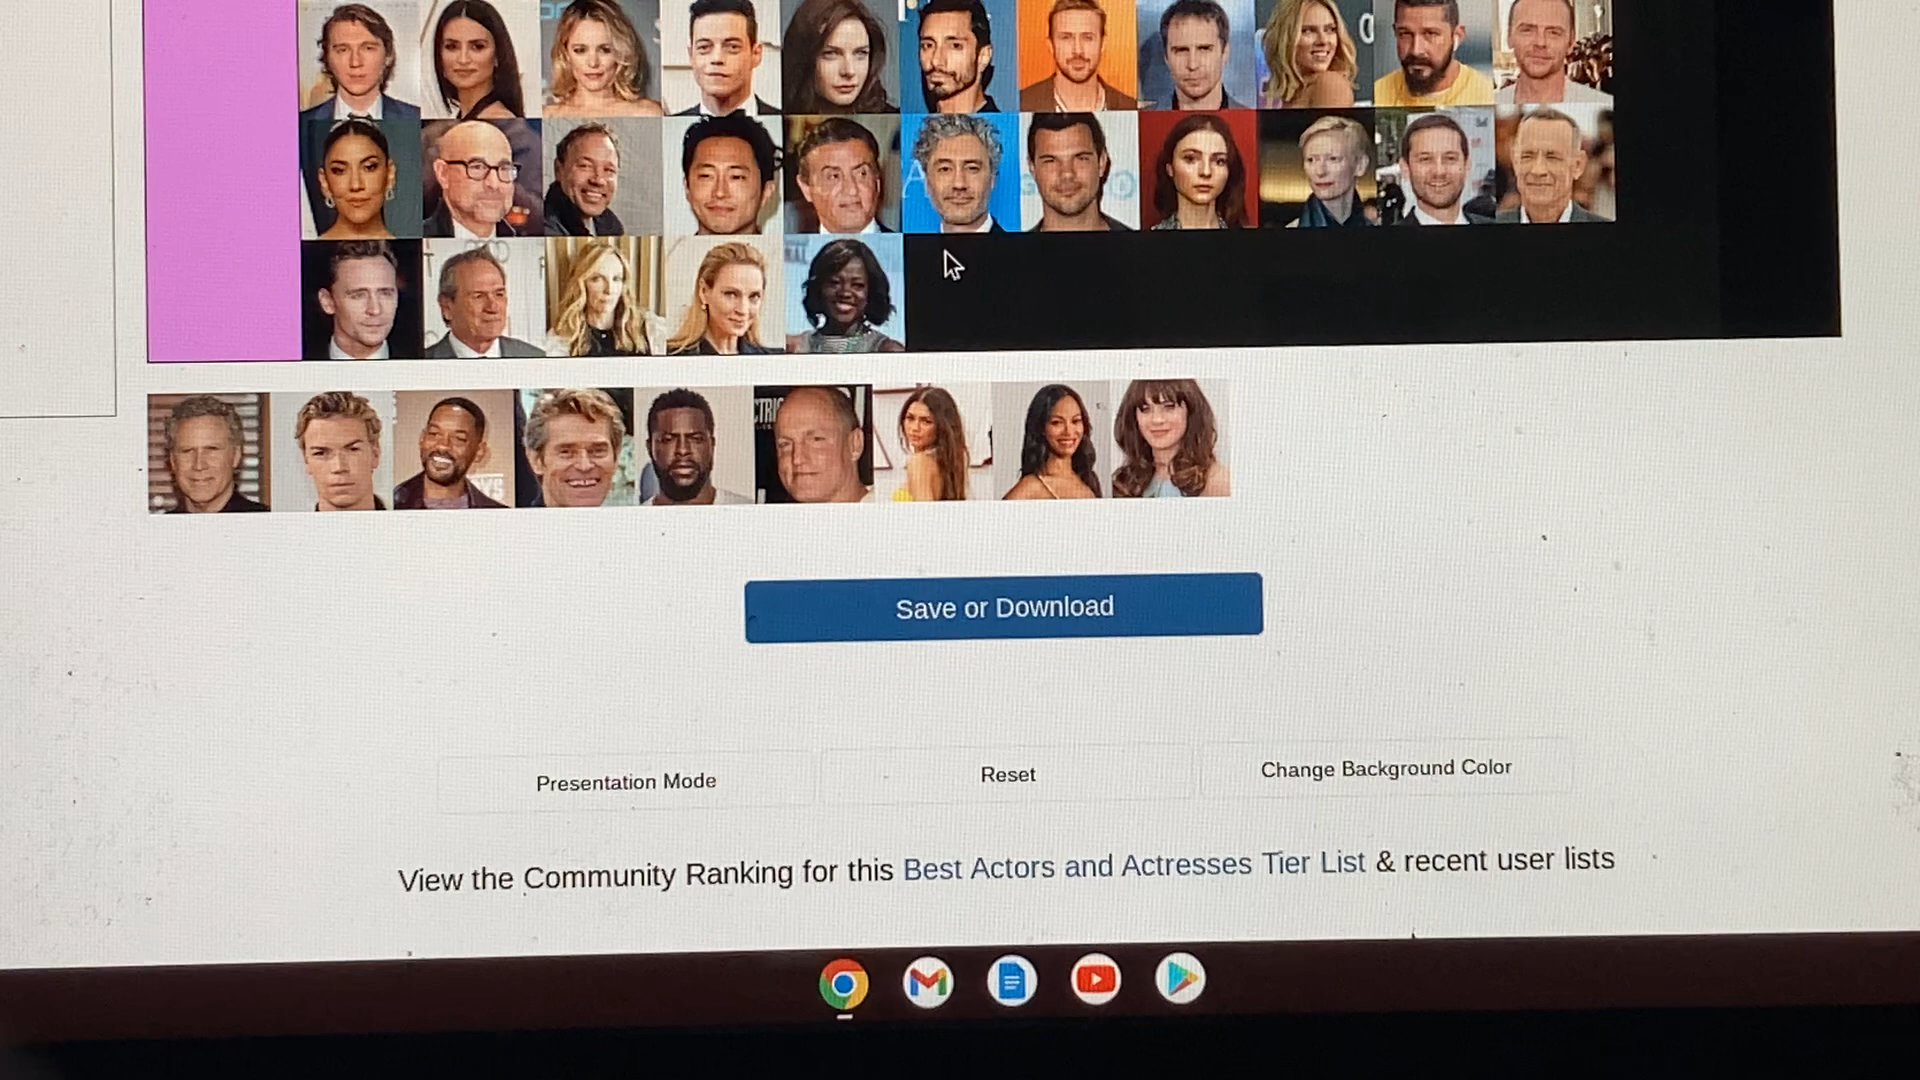 Save or Download
Presentation Mode
Reset
Change Background Color
View the Community Ranking for this Best Actors and Actresses Tier List & recent user lists